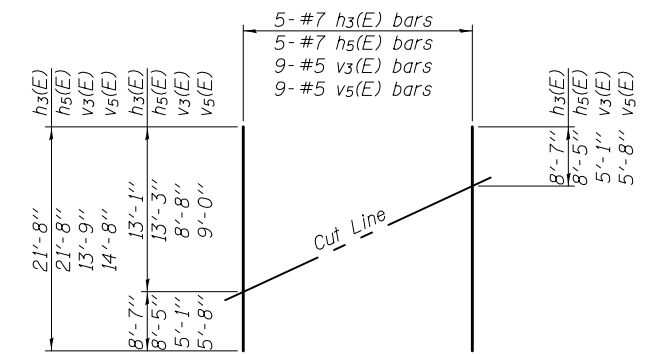 5-#7 h3(E) bars
5-#7 h5(E) bars
9-#5 v3(E) bars
9-#5 v5(E) bars
h3(E)
h5(E)
v3(E)
v5(E)
h3(E)
h5(E)
v3(E)
v5(E)
21'-8''
21'-8''
13'-9''
14'-8''
13'-1''
13'-3''
8'-8''
9'-0''
8'-7''
8'-5''
5'-1''
5'-8''
Cut Line
h3(E)
h5(E)
v3(E)
v5(E)
8'-7''
8'-5''
5'-1''
5'-8''